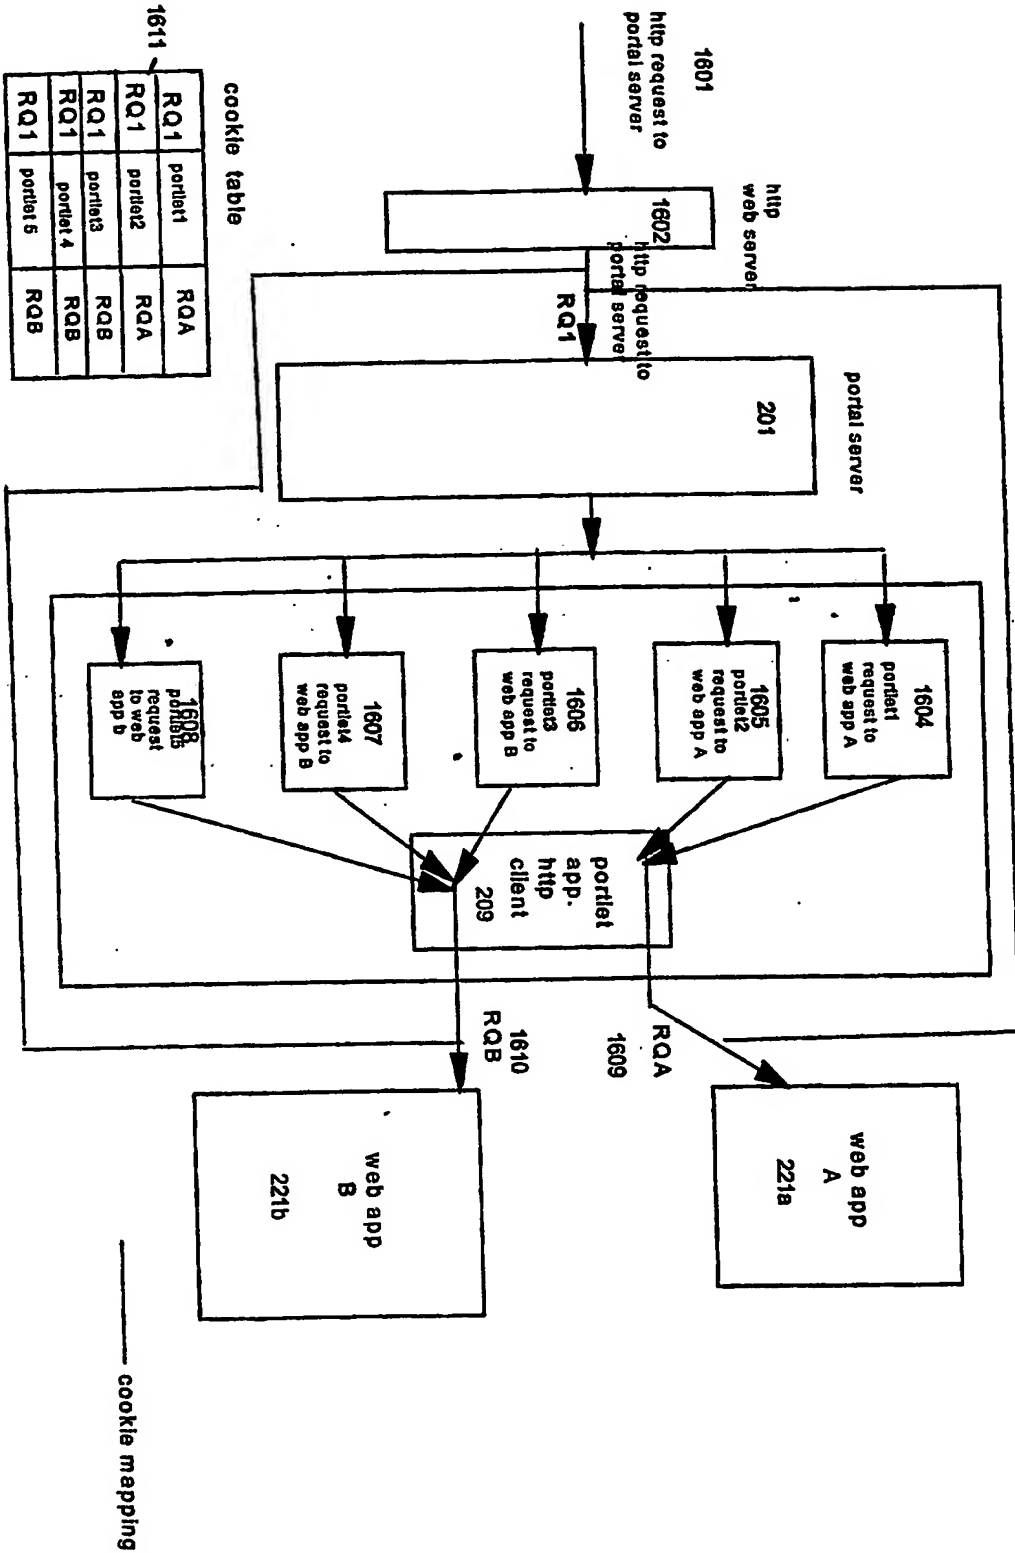 1601
http request to
portal server
http
web server
1602
http request to
portal server
RQ1
portal server
201
1604
portlet1
request to
web app A
1605
portlet2
request to
web app A
1606
portlet3
request to
web app B
1607
portlet4
request to
web app B
1608
portlet5
request
to web
app b
portlet
app.
http
client
209
RQA
1609
1610
RQB
web app
A
221a
web app
B
221b
cookie table
1611
RQ1 portlet1 RQA
RQ1 portlet2 RQA
RQ1 portlet3 RQB
RQ1 portlet 4 RQB
RQ1 portlet 5 RQB
cookie mapping